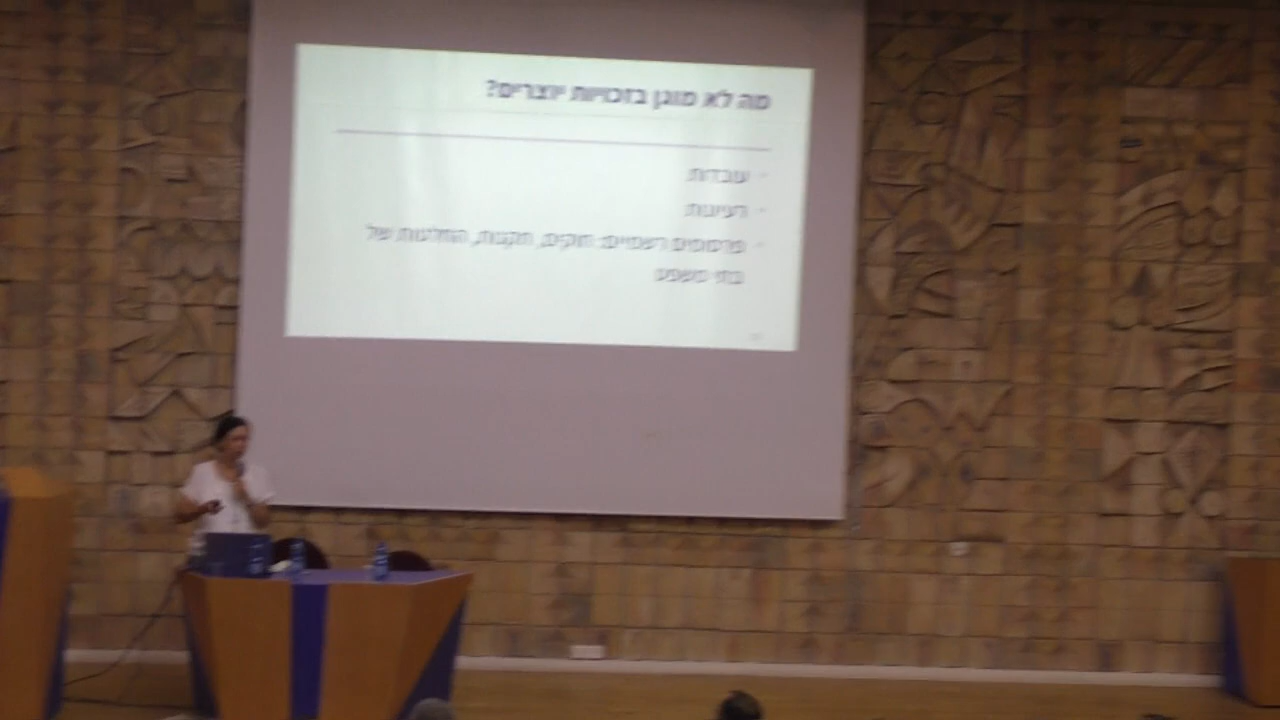 מה לא מוגן בזכויות יוצרים?
עובדות
רעיונות
פרסומים רשמיים: חוקים, תקנות, החלטות של
בתי משפט